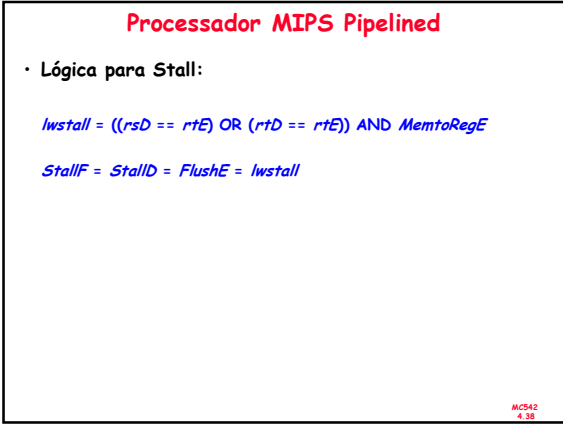 Processador MIPS Pipelined
• Lógica para Stall:
lwstall = ((rsD == rtE) OR (rtD == rtE)) AND MemtoRegE
StallF = StallD = FlushE = lwstall
MC542
4.38